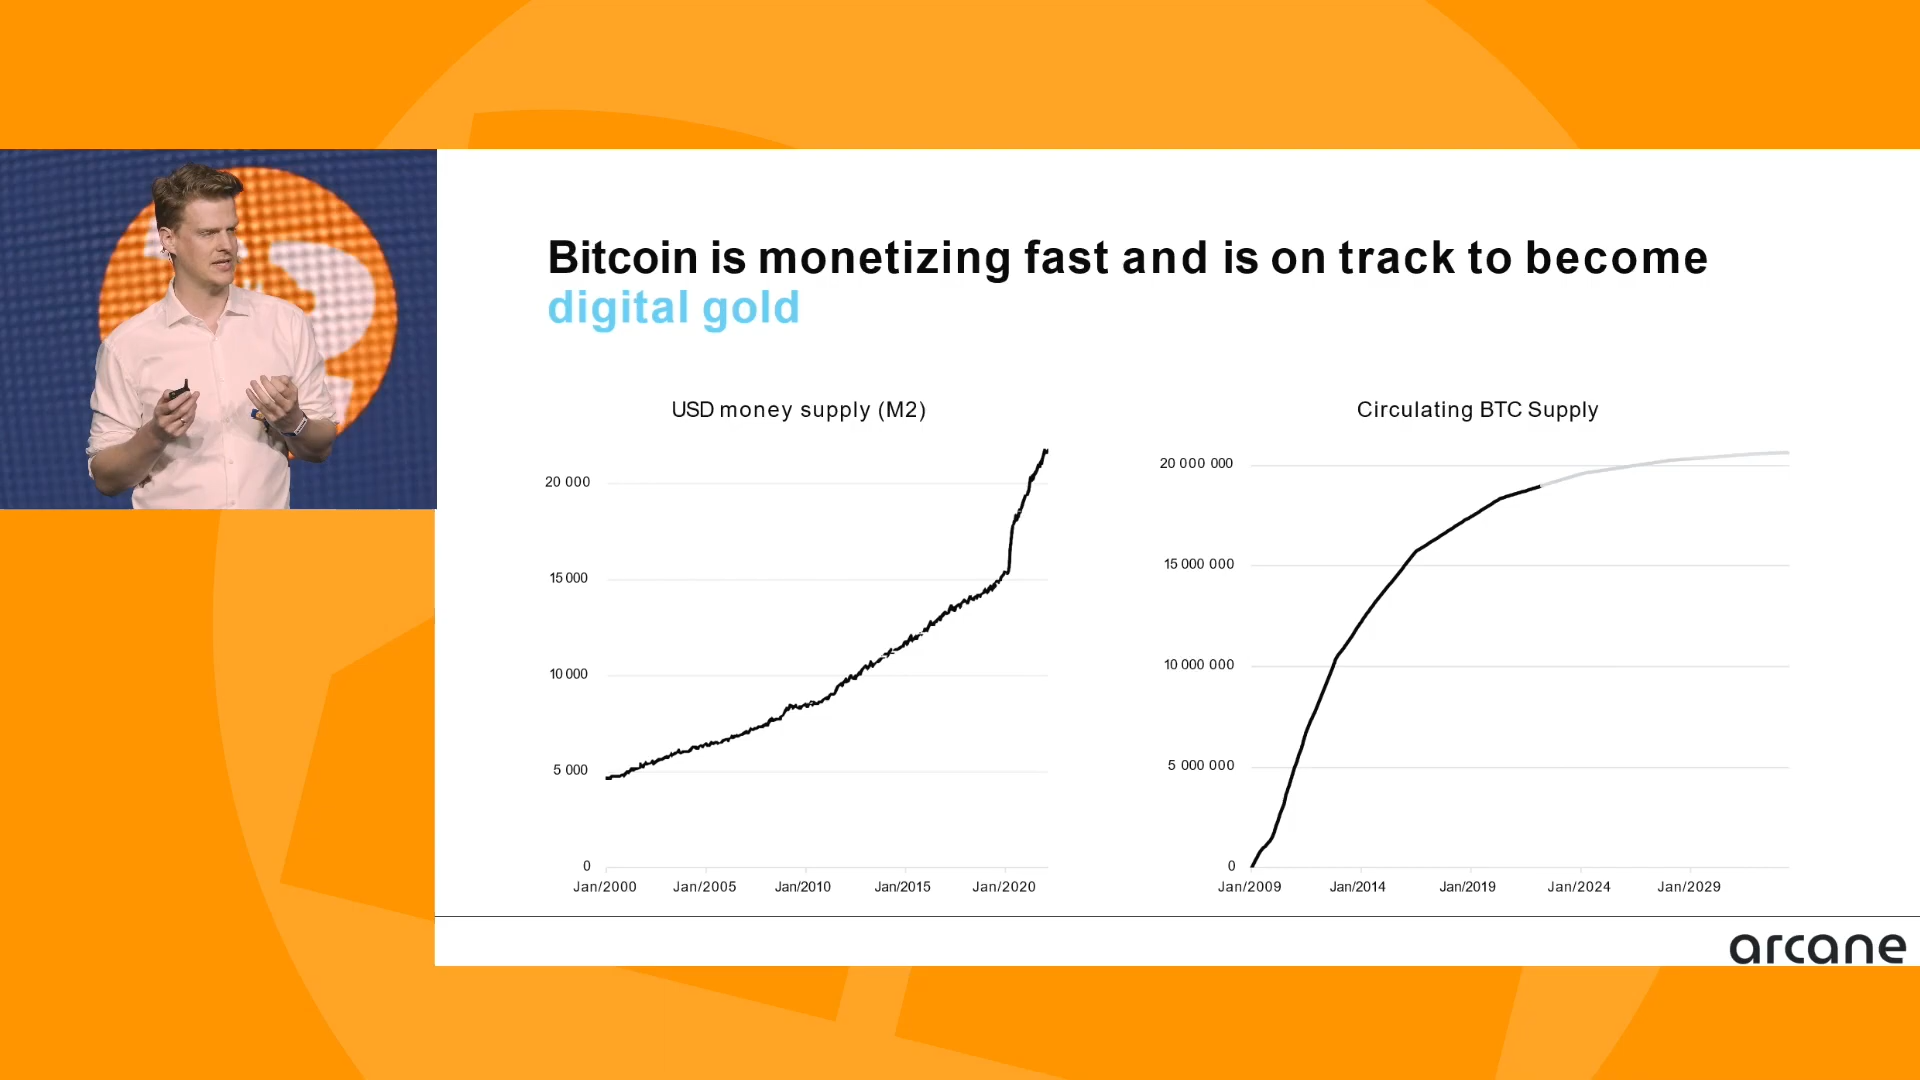 Bitcoin is monetizing fast and is on track to become
digital gold
USD money supply (M2)
20 000
15 000
10 000
5 000
0
Jan/2000 Jan/2005 Jan/2010 Jan/2015 Jan/2020
Circulating BTC Supply
20 000 000
15 000 000
10 000 000
5 000 000
0
Jan/2009 Jan/2014 Jan/2019 Jan/2024 Jan/2029
arcane